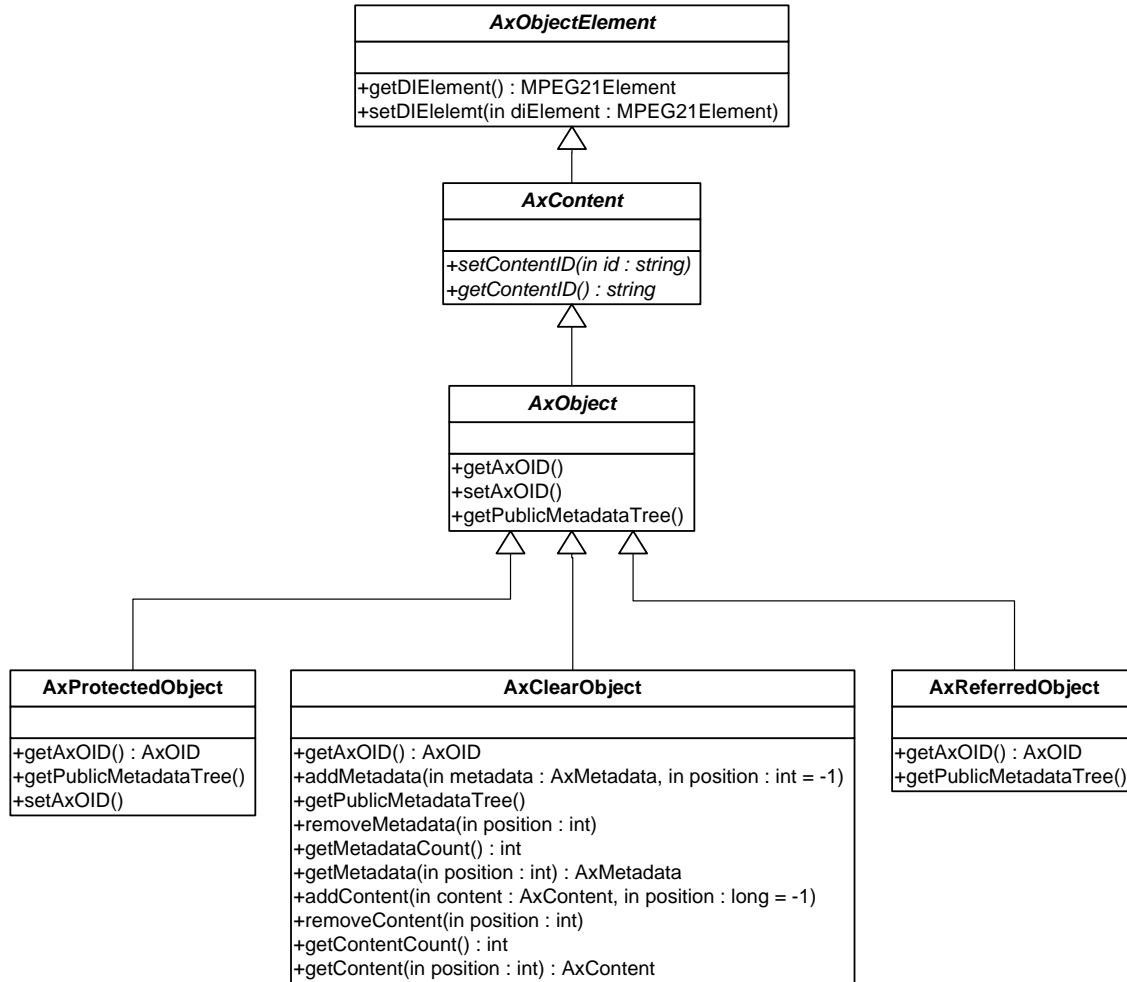 AxObjectElement
+getDIElement() : MPEG21Element
+setDIElelemt(in diElement : MPEG21Element)
AxContent
+setContentID(in id : string)
+getContentID() : string
AxObject
+getAxOID()
+setAxOID()
+getPublicMetadataTree()
AxProtectedObject
+getAxOID() : AxOID
+getPublicMetadataTree()
+setAxOID()
AxClearObject
+getAxOID() : AxOID
+addMetadata(in metadata : AxMetadata, in position : int = -1)
+getPublicMetadataTree()
+removeMetadata(in position : int)
+getMetadataCount() : int
+getMetadata(in position : int) : AxMetadata
+addContent(in content : AxContent, in position : long = -1)
+removeContent(in position : int)
+getContentCount() : int
+getContent(in position : int) : AxContent
AxReferredObject
+getAxOID() : AxOID
+getPublicMetadataTree()